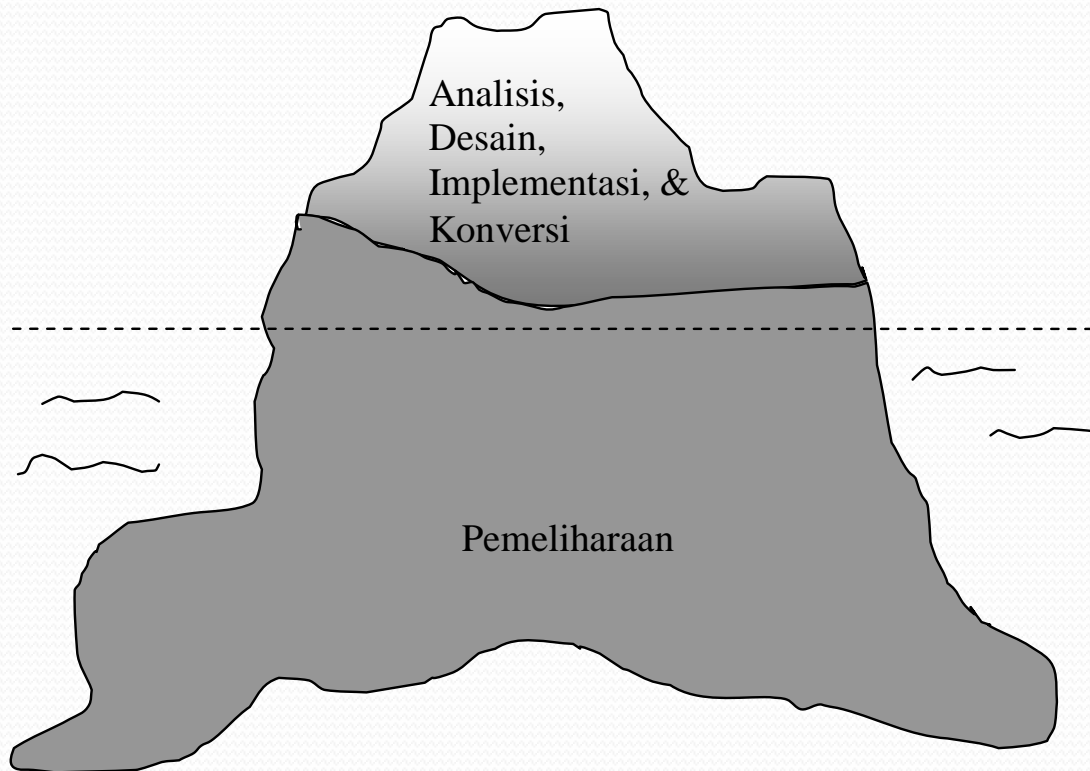 Analisis,
Desain,
Implementasi, &
Konversi
Pemeliharaan